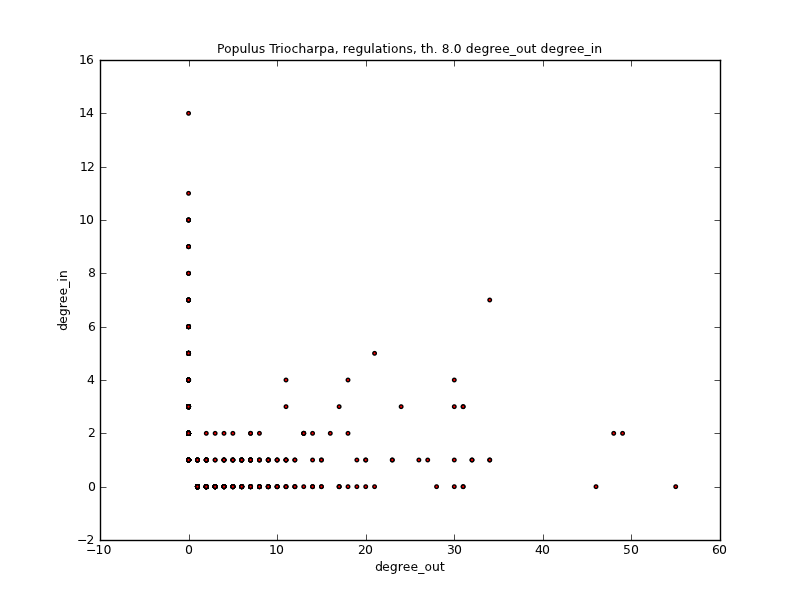 Populus Triocharpa, regulations, th. 8.0 degree_out degree_in
16
14
12
10
8
6
4
2
0
−2
degree_in
−10 0 10 20 30 40 50 60
degree_out